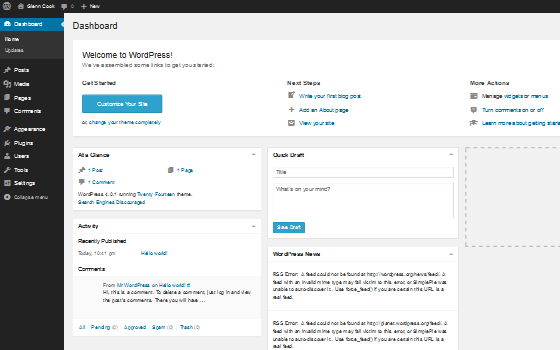 Glenn Cook 0 New
Dashboard
Home
Updates
Posts
Media
Pages
Comments
Appearance
Plugins
Users
Tools
Settings
Collapse menu
Dashboard
Welcome to WordPress!
We've assembled some links to get you started:
Get Started
Customize Your Site
or, change your theme completely
Next Steps
Write your first blog post
Add an About page
View your site
More Actions
Manage widgets or menus
Turn comments on or off
Learn more about getting starte
At a Glance
1 Post
1 Page
1 Comment
WordPress running Twenty Fourteen theme.
Search Engines Discouraged
Activity
Recently Published
Today, 10:41 pm Hello world!
Comments
From Mr WordPress on Hello world! #
Hi, this is a comment. To delete a comment, just log in and view
the post's comments. There you will have ...
All Pending (0) Approved Spam (0) Trash (0)
Quick Draft
Title
What's on your mind?
Save Draft
WordPress News
RSS Error: A feed could not be found at http://wordpress.org/news/feed/. A
feed with an invalid mime type may fall victim to this error, or SimplePie was
unable to auto-discover it.. Use force_feed() if you are certain this URL is a
real feed.
RSS Error: A feed could not be found at http://planet.wordpress.org/feed/. A
feed with an invalid mime type may fall victim to this error, or SimplePie was
unable to auto-discover it.. Use force_feed() if you are certain this URL is a
real feed.